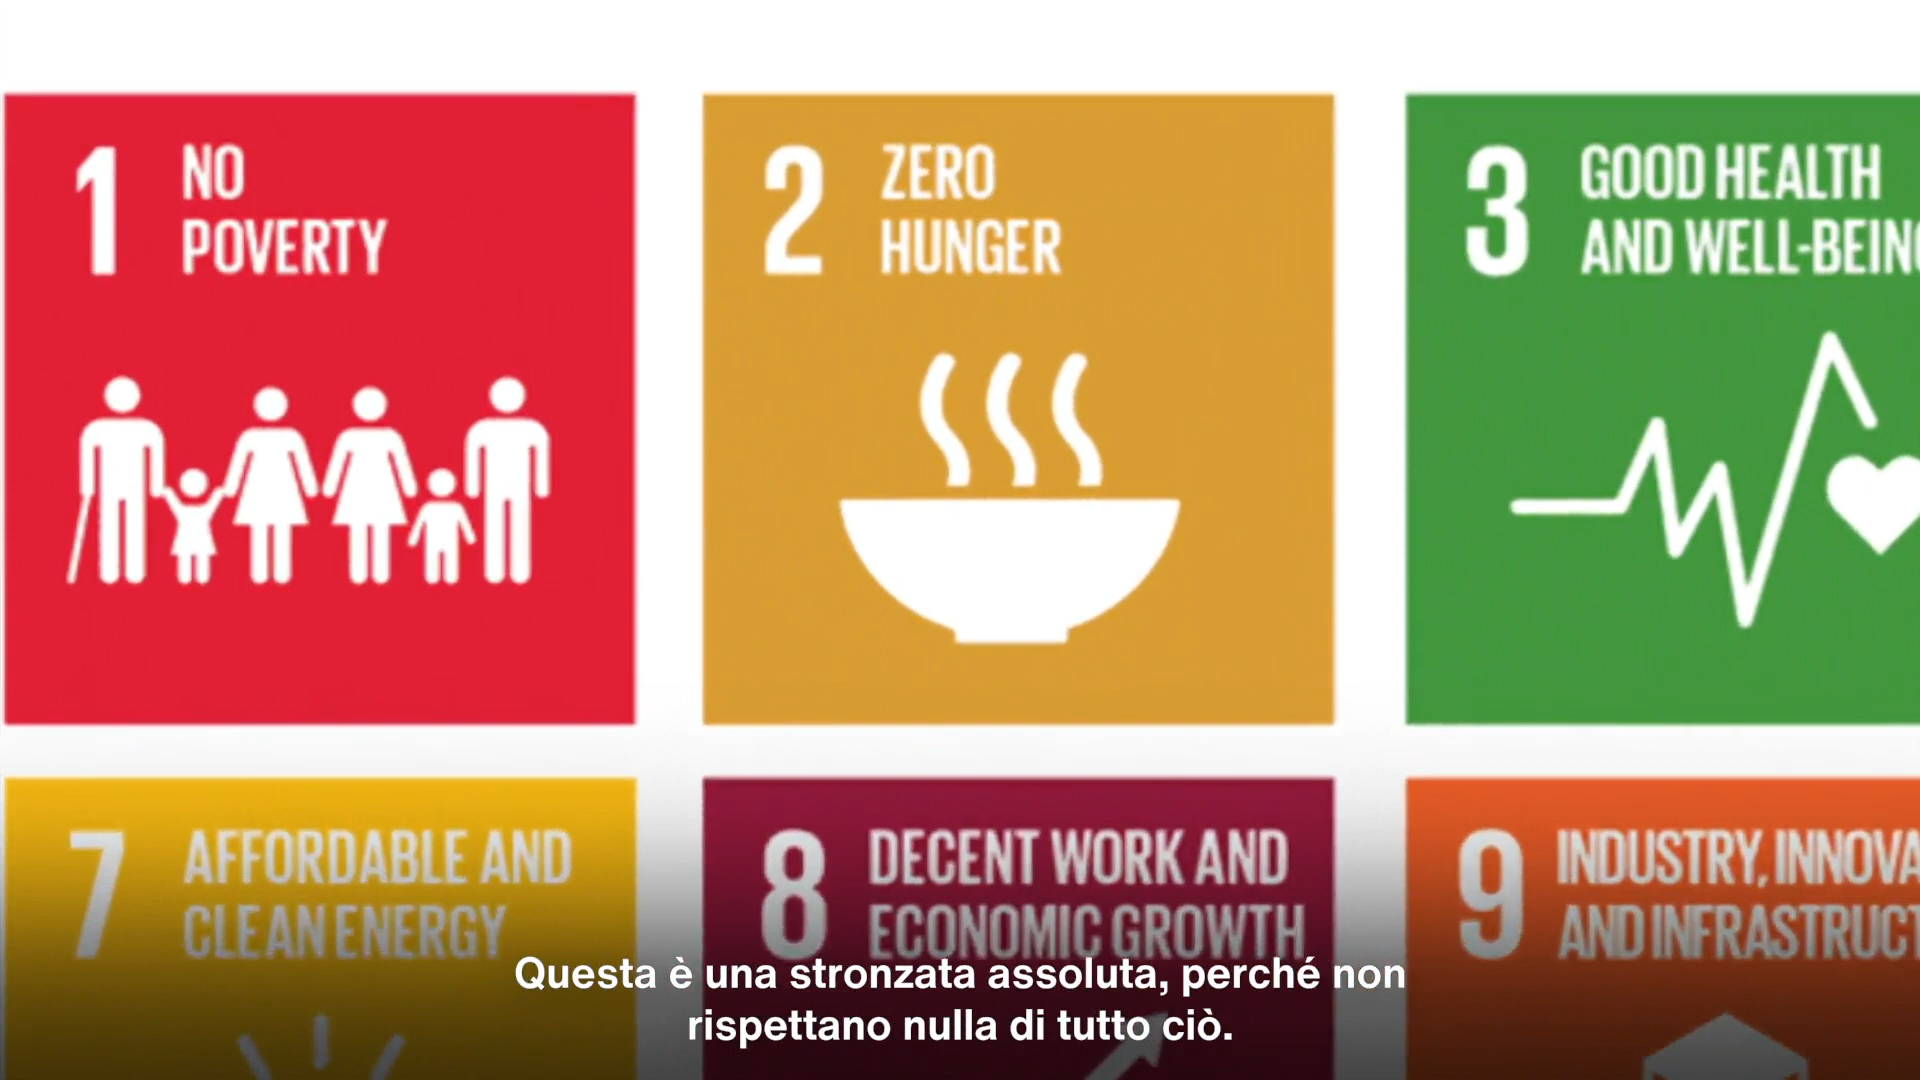 1 NO
POVERTY
2 ZERO
HUNGER
3 GOOD HEALTH
AND WELL-BEING
7 AFFORDABLE AND
CLEAN ENERGY
8 DECENT WORK AND
ECONOMIC GROWTH
9 INDUSTRY, INNOVA
AND INFRASTRUCT
Questa è una stronzata assoluta, perché non
rispettano nulla di tutto ciò.